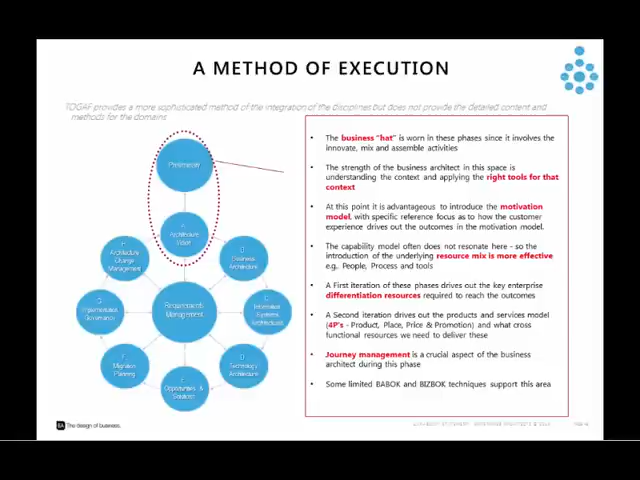 A METHOD OF EXECUTION
TOGAF provides a more sophisticated method of the integration of the disciplines but does not provide the detailed content and
methods for the domains
Preliminary
A.
Architecture
Vision
H.
Architecture
Change
Management
Business
Architecture
G.
Implementation
Governance
Requirements
Management
C.
Information
Systems
Architectures
F.
Migration
Planning
D.
Technology
Architecture
E.
Opportunities &
Solutions
• The business "hat" is worn in these phases since it involves the
innovate, mix and assemble activities
• The strength of the business architect in this space is
understanding the context and applying the right tools for that
context
• At this point it is advantageous to introduce the motivation
model, with specific reference focus as to how the customer
experience drives out the outcomes in the motivation model.
• The capability model often does not resonate here - so the
introduction of the underlying resource mix is more effective
e.g., People, Process and tools
• A First iteration of these phases drives out the key enterprise
differentiation resources required to reach the outcomes
• A Second iteration drives out the products and services model
(4P's - Product, Place, Price & Promotion) and what cross
functional resources we need to deliver these
• Journey management is a crucial aspect of the business
architect during this phase
• Some limited BABOK and BIZBOK techniques support this area
EA The design of business.